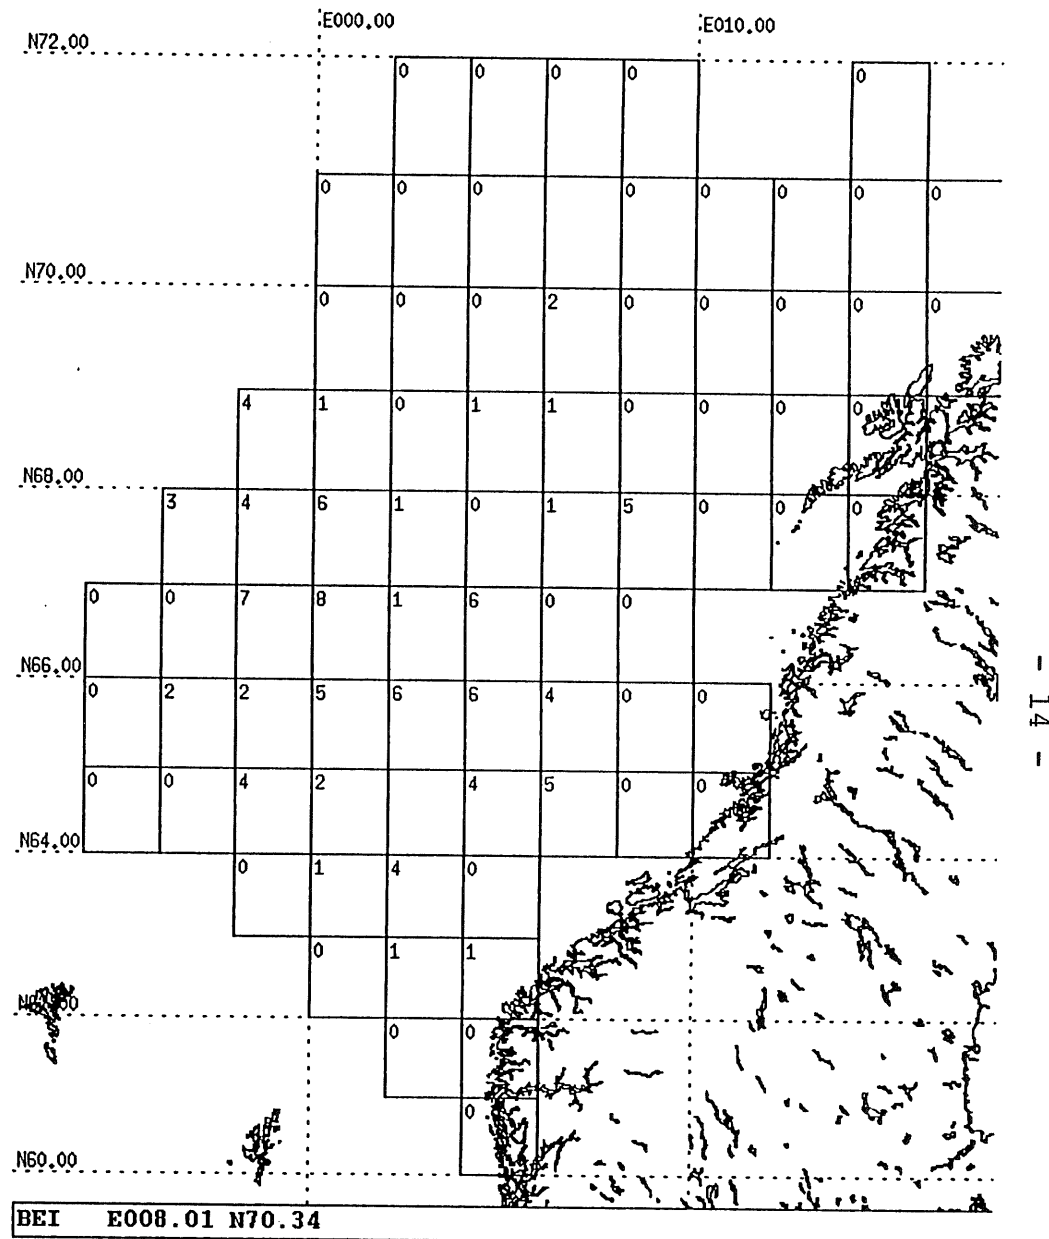 E000.00 E010.00
N72.00
0 0 0 0 0
0 0 0 0 0 0 0 0
N70.00
0 0 0 2 0 0 0 0 0
4 1 0 1 1 0 0 0 0
N68.00
3 4 6 1 0 1 5 0 0 0
0 0 7 8 1 6 0 0
N66.00
0 2 2 5 6 6 4 0 0
0 0 4 2 8 4 5 0 0
N64.00
0 1 4 0
0 1 1
0 0
0
N60.00
BEI E008.01 N70.34
- 14 -